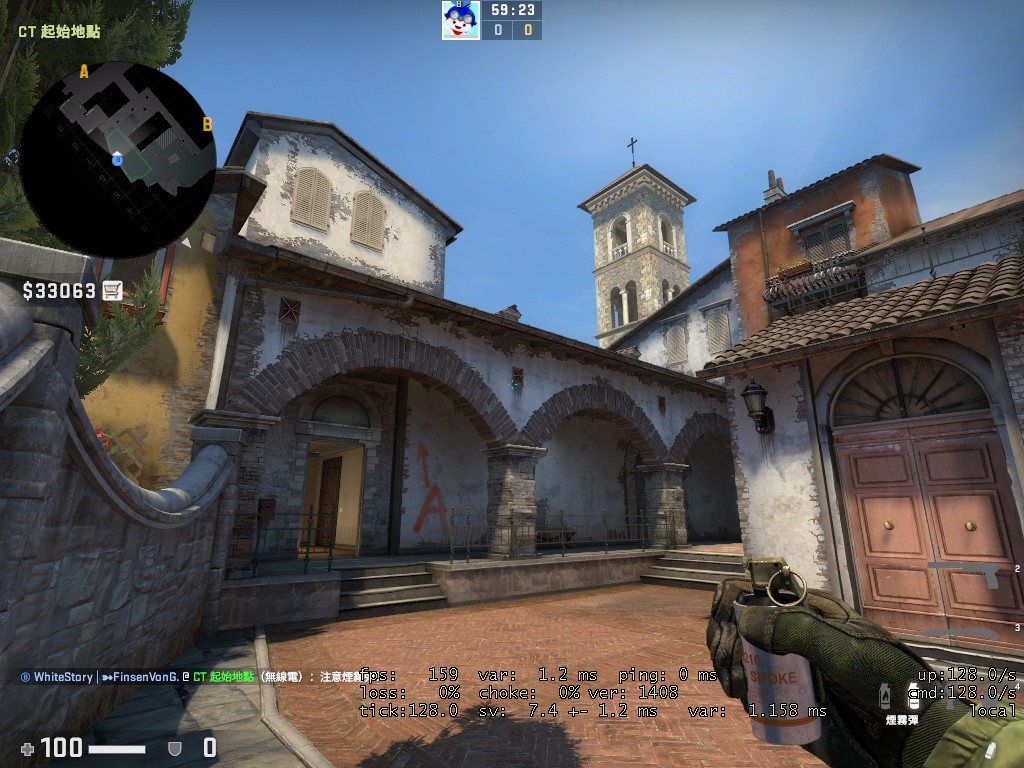 CT 起始地點
59:23
0 0
A
B
$33063
A
210
SMOKE
2
3
Ⓑ WhiteStory | ➳FinsenVonG. @ CT 起始地點（無線電）：注意煙霧
fps: 159 var: 1.2 ms ping: 0 ms
loss: 0% choke: 0% ver: 1408
tick:128.0 sv: 7.4 +- 1.2 ms var: 1.158 ms
up:128.0/s
cmd:128.0/s
local
4
煙霧彈
100
0